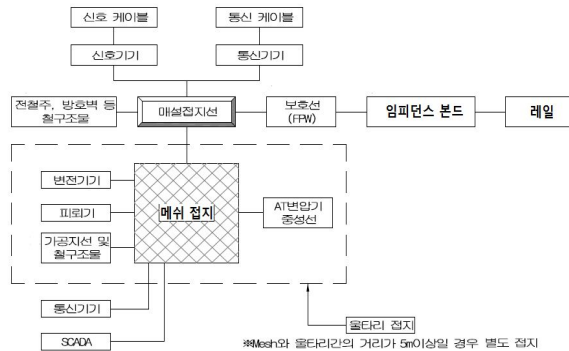 신호 케이블
통신 케이블
신호기기
통신기기
전철주, 방호벽 등
철구조물
매설접지선
보호선
(FPW)
임피던스 본드
레일
변전기기
피뢰기
가공지선 및
철구조물
메쉬 접지
AT변압기
중성선
통신기기
SCADA
울타리 접지
※Mesh와 울타리간의 거리가 5m이상일 경우 별도 접지